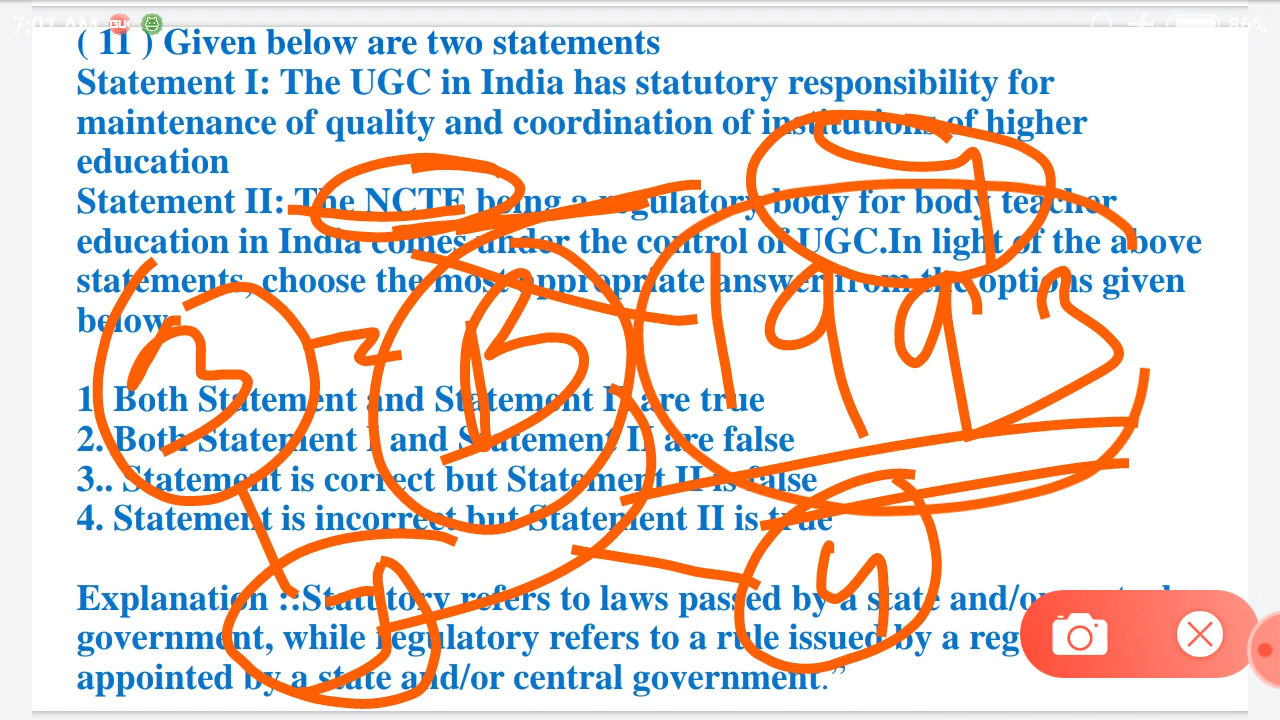 7:01 AM
86%
( 11 ) Given below are two statements
Statement I: The UGC in India has statutory responsibility for
maintenance of quality and coordination of institutions of higher
education
Statement II: The NCTE being a regulatory body for body teacher
education in India comes under the control of UGC.In light of the above
statements, choose the most appropriate answer from the options given
below
1 Both Statement and Statement II are true
2. Both Statement I and Statement II are false
3.. Statement is correct but Statement II is false
4. Statement is incorrect but Statement II is true
1993
3
B
Explanation ::Statutory refers to laws passed by a state and/or
government, while regulatory refers to a rule issued by a reg
appointed by a state and/or central government.”